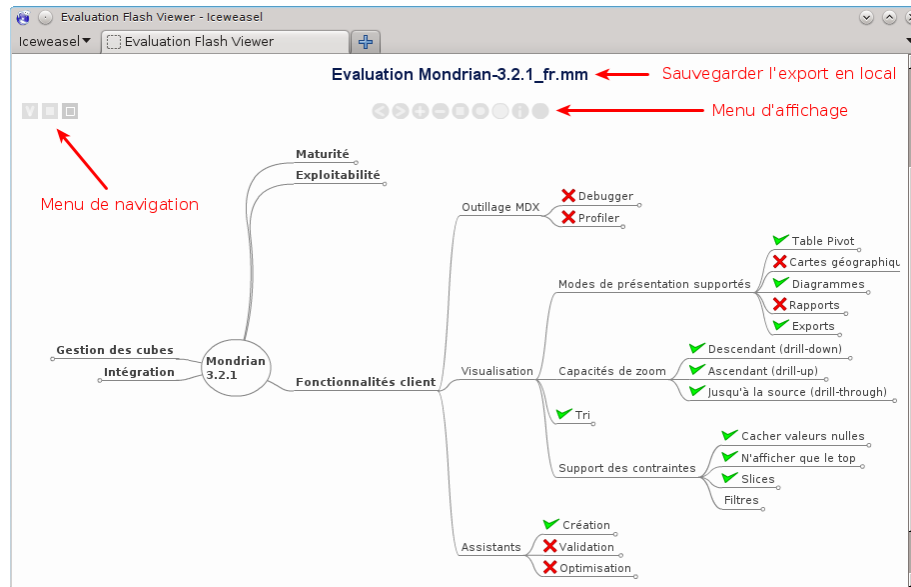 Evaluation Flash Viewer - Iceweasel
Iceweasel
Evaluation Flash Viewer
Evaluation Mondrian-3.2.1_fr.mm
Sauvegarder l'export en local
Menu d'affichage
Menu de navigation
Maturité
Exploitabilité
Gestion des cubes
Intégration
Mondrian
3.2.1
Fonctionnalités client
Outillage MDX
Debugger
Profiler
Visualisation
Modes de présentation supportés
Table Pivot
Cartes géographiqu
Diagrammes
Rapports
Exports
Capacités de zoom
Descendant (drill-down)
Ascendant (drill-up)
Jusqu'à la source (drill-through)
Tri
Support des contraintes
Cacher valeurs nulles
N'afficher que le top
Slices
Filtres
Assistants
Création
Validation
Optimisation